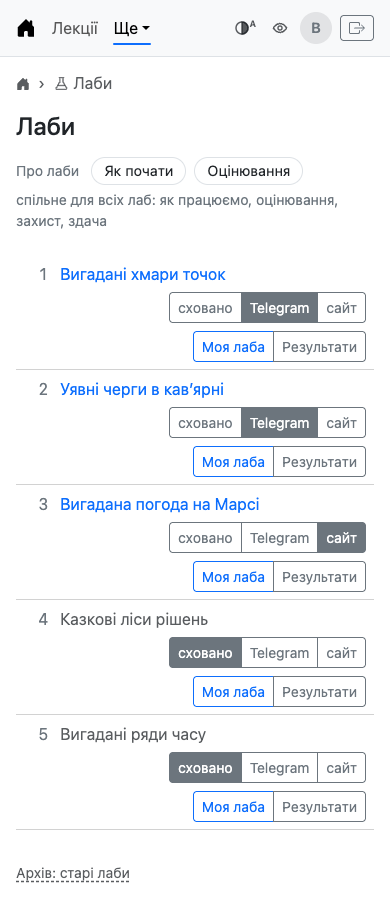 Лекції Ще A В
Лаби
Лаби
Про лаби Як почати Оцінювання
спільне для всіх лаб: як працюємо, оцінювання,
захист, здача
1 Вигадані хмари точок
сховано Telegram сайт
Моя лаба Результати
2 Уявні черги в кав’ярні
сховано Telegram сайт
Моя лаба Результати
3 Вигадана погода на Марсі
сховано Telegram сайт
Моя лаба Результати
4 Казкові ліси рішень
сховано Telegram сайт
Моя лаба Результати
5 Вигадані ряди часу
сховано Telegram сайт
Моя лаба Результати
Архів: старі лаби